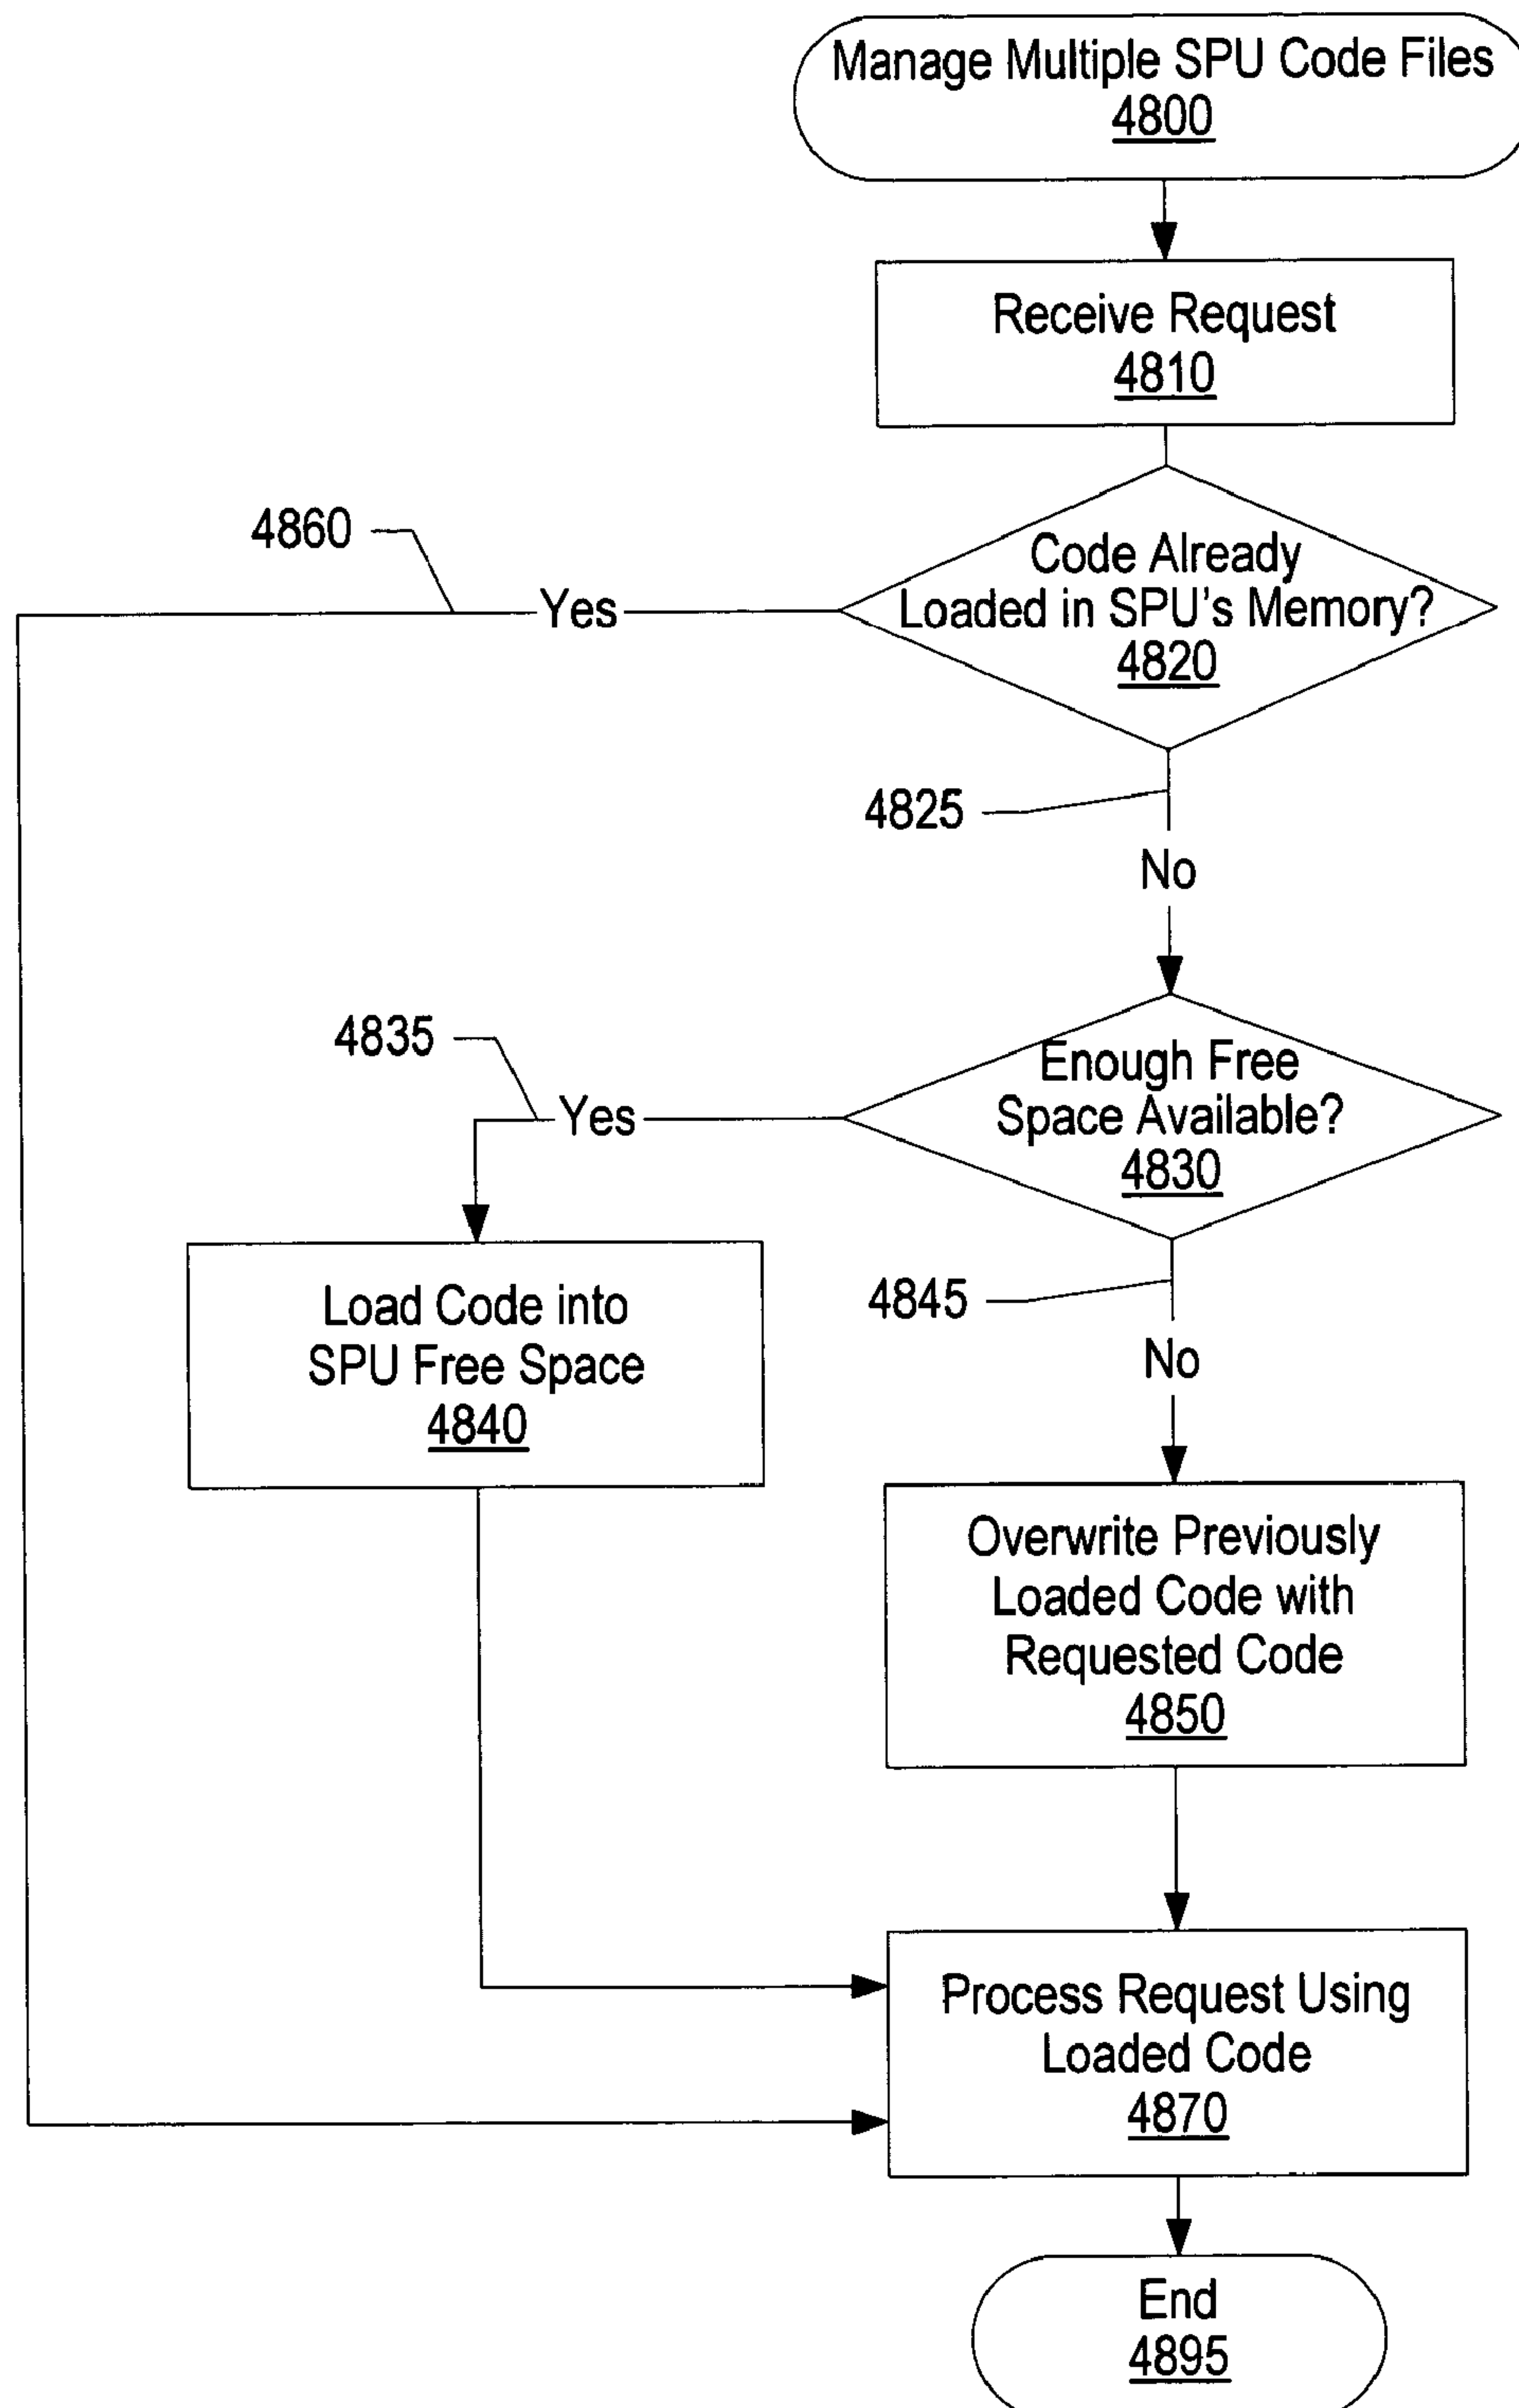 Manage Multiple SPU Code Files
4800
Receive Request
4810
4860
Yes
Code Already
Loaded in SPU's Memory?
4820
4825
No
4835
Yes
Enough Free
Space Available?
4830
Load Code into
SPU Free Space
4840
4845
No
Overwrite Previously
Loaded Code with
Requested Code
4850
Process Request Using
Loaded Code
4870
End
4895